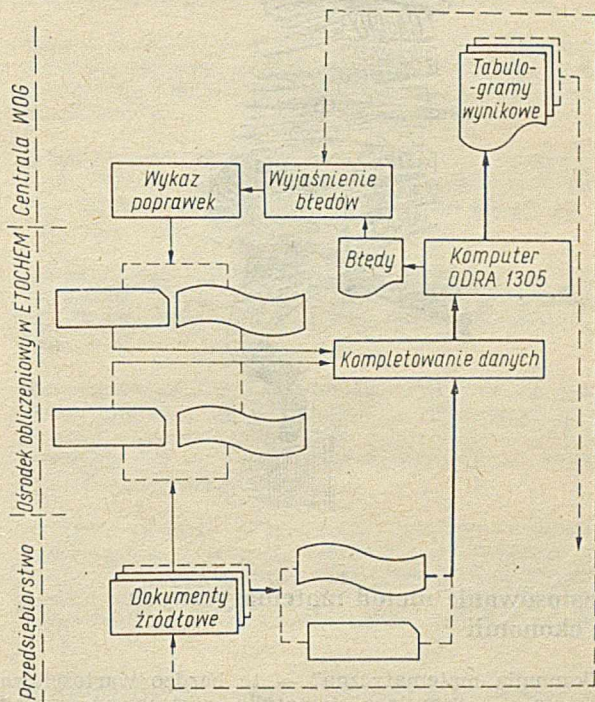 Centrala WOG
Ośrodek obliczeniowy w ETOCHEM
Przedsiębiorstwo
Tabulo-
-gramy
wynikowe
Wykaz
poprawek
Wyjaśnienie
błędów
Błędy
Komputer
ODRA 1305
Kompletowanie danych
Dokumenty
źródłowe